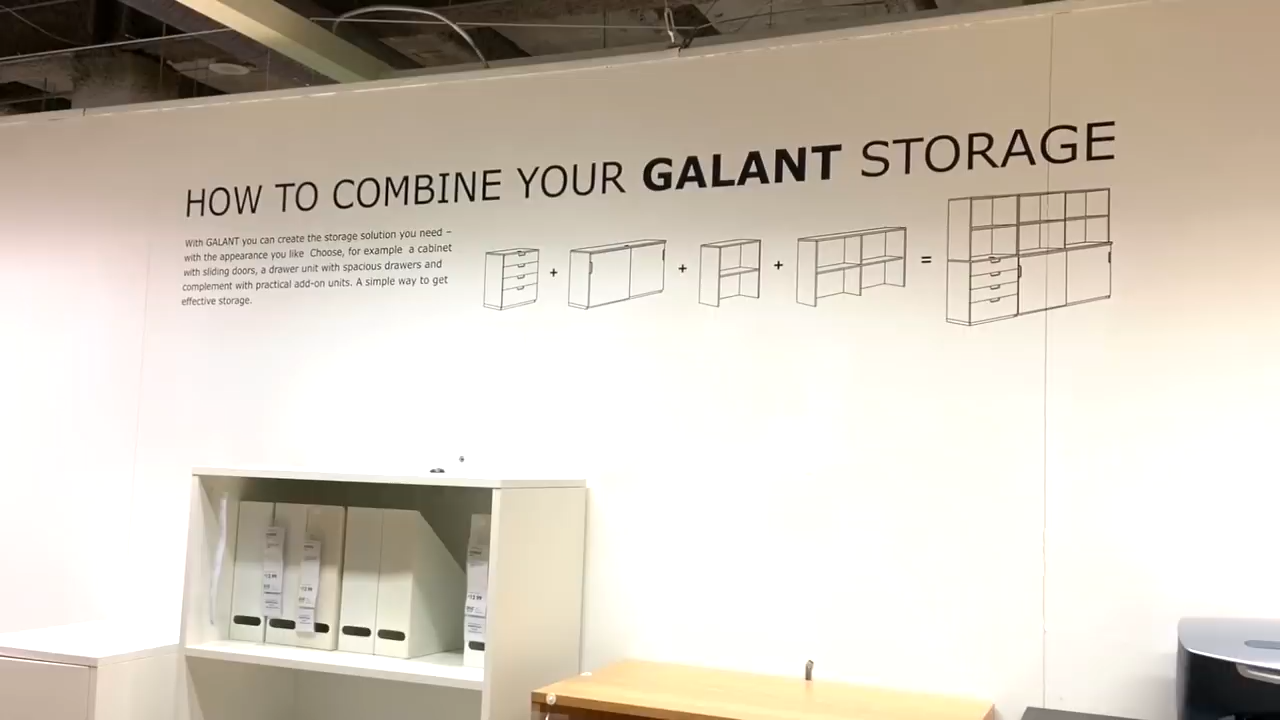 HOW TO COMBINE YOUR GALANT STORAGE
With GALANT you can create the storage solution you need –
with the appearance you like Choose, for example a cabinet
with sliding doors, a drawer unit with spacious drawers and
complement with practical add-on units. A simple way to get
effective storage.
+ + + =